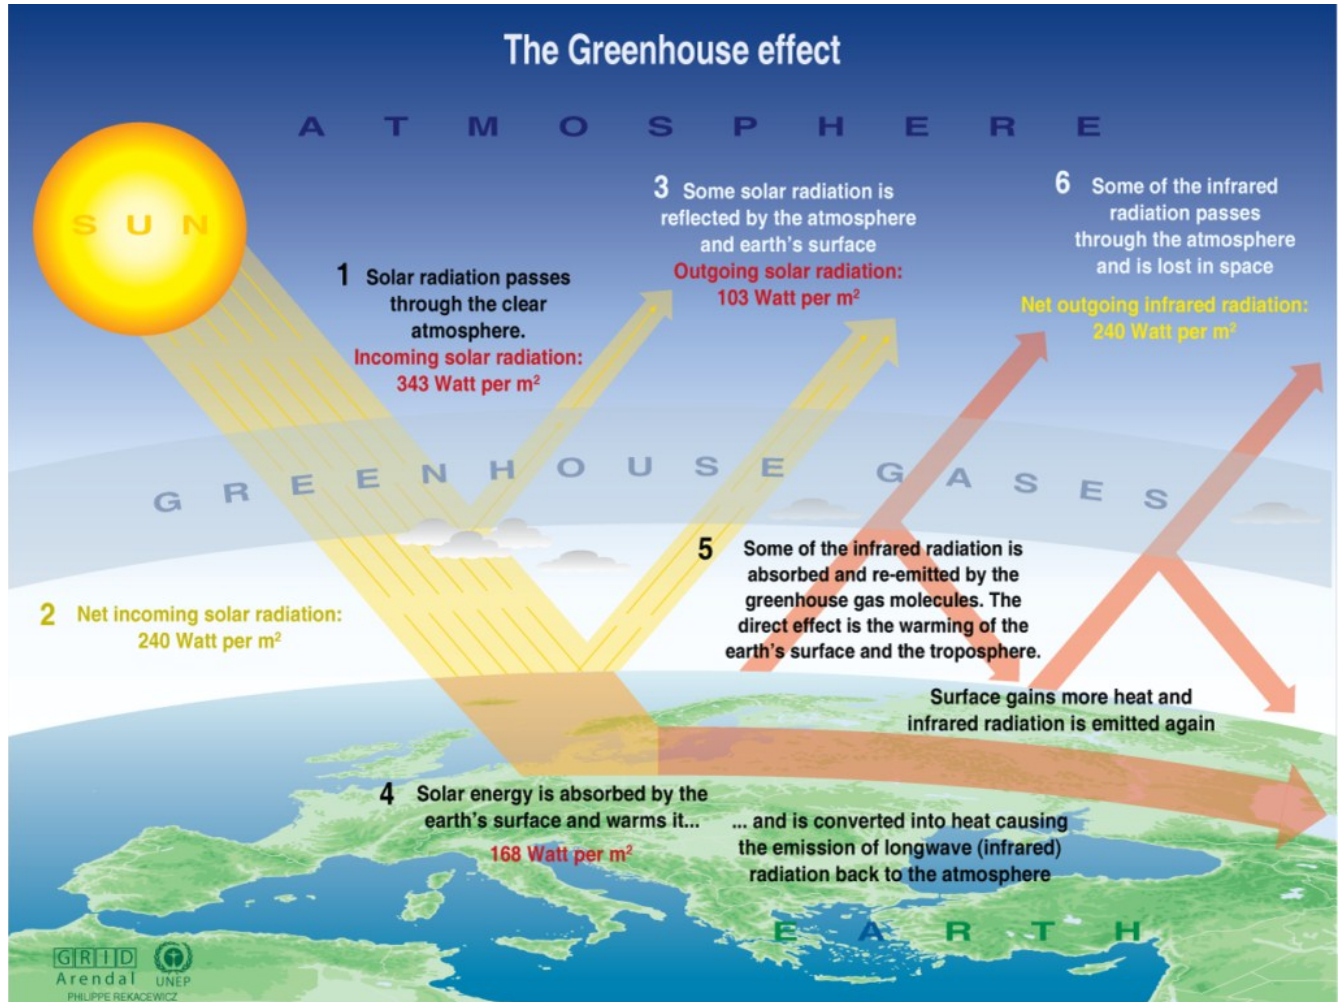 The Greenhouse effect
ATMOSPHERE
SUN
1 Solar radiation passes
through the clear
atmosphere.
Incoming solar radiation:
343 Watt per m²
3 Some solar radiation is
reflected by the atmosphere
and earth's surface
Outgoing solar radiation:
103 Watt per m²
6 Some of the infrared
radiation passes
through the atmosphere
and is lost in space
Net outgoing infrared radiation:
240 Watt per m²
GREENHOUSE GASES
2 Net incoming solar radiation:
240 Watt per m²
5 Some of the infrared radiation is
absorbed and re-emitted by the
greenhouse gas molecules. The
direct effect is the warming of the
earth's surface and the troposphere.
Surface gains more heat and
infrared radiation is emitted again
4 Solar energy is absorbed by the
earth's surface and warms it...
168 Watt per m²
... and is converted into heat causing
the emission of longwave (infrared)
radiation back to the atmosphere
EARTH
GRID
Arendal
UNEP
PHILIPPE REKACEWICZ